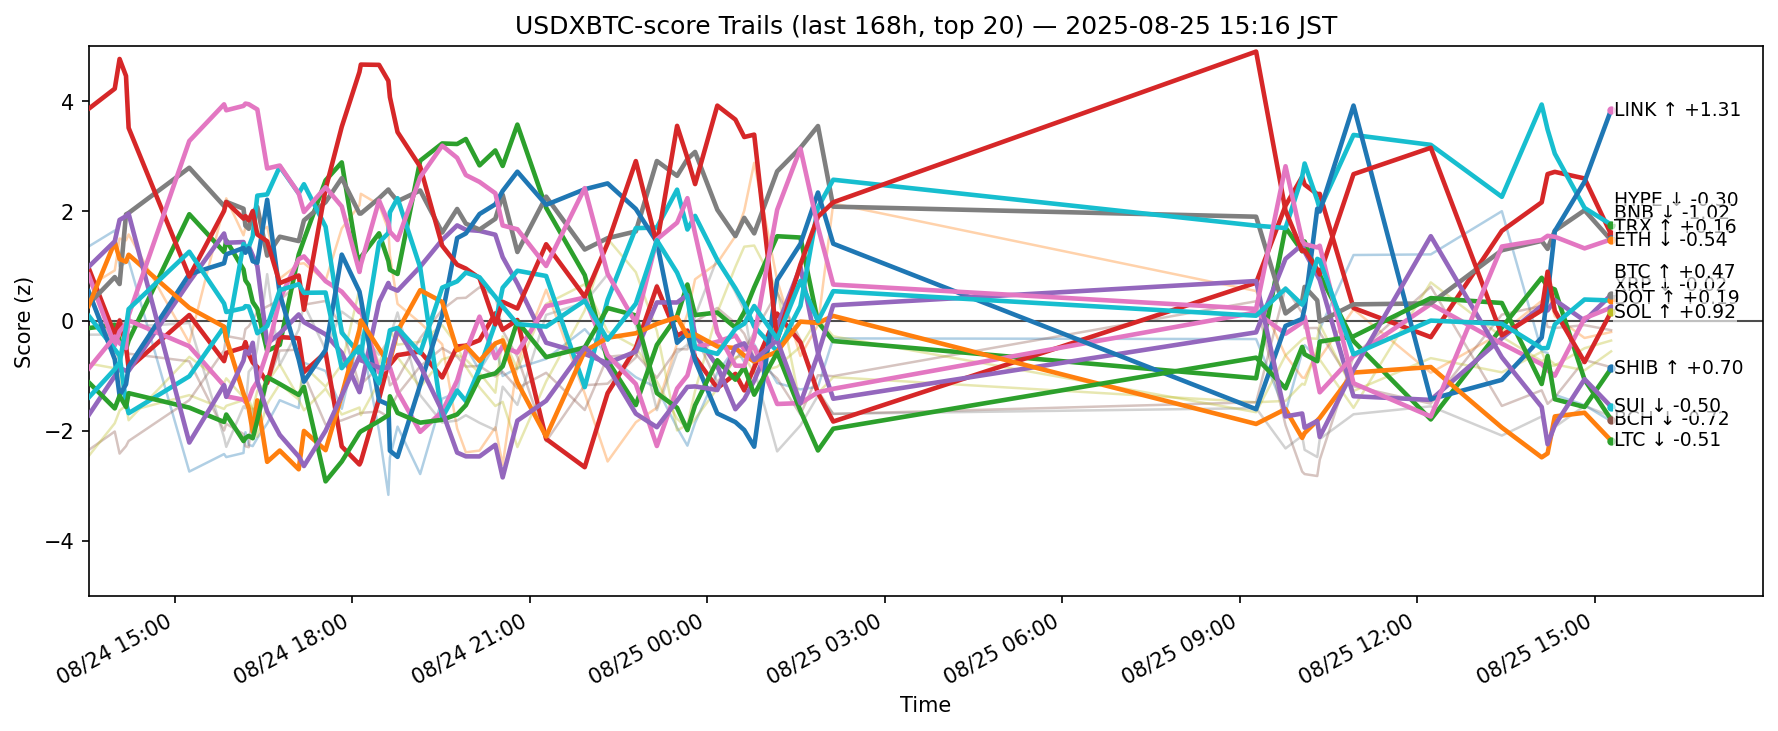 USDXBTC-score Trails (last 168h, top 20) — 2025-08-25 15:16 JST
Score (z)
4
2
0
−2
−4
LINK ↑ +1.31
HYPE ↓ -0.30
BNB ↓ -1.02
TRX ↑ +0.16
ETH ↓ -0.54
BTC ↑ +0.47
XRP ↓ -0.02
DOT ↑ +0.19
SOL ↑ +0.92
SHIB ↑ +0.70
SUI ↓ -0.50
BCH ↓ -0.72
LTC ↓ -0.51
08/24 15:00
08/24 18:00
08/24 21:00
08/25 00:00
08/25 03:00
08/25 06:00
08/25 09:00
08/25 12:00
08/25 15:00
Time